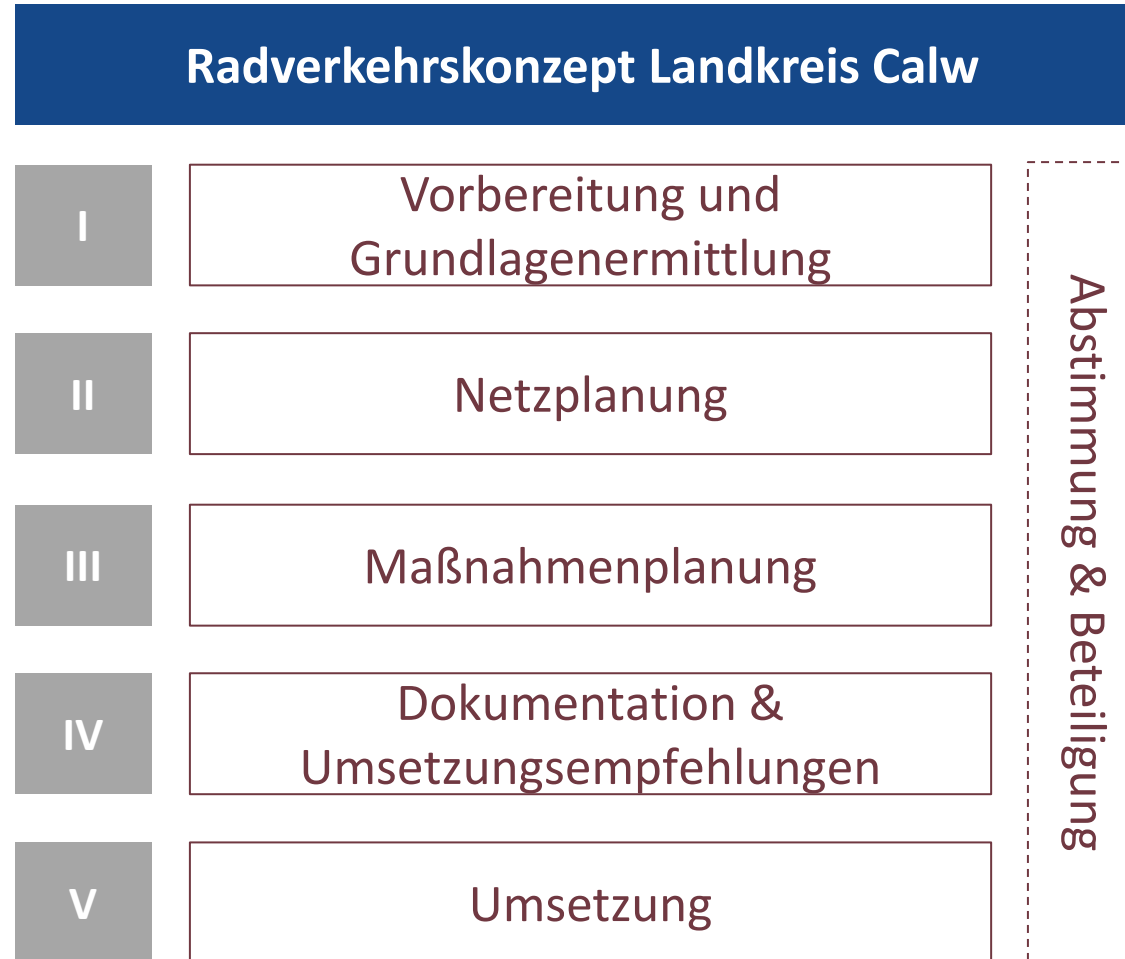 Radverkehrskonzept Landkreis Calw
I
Vorbereitung und
Grundlagenermittlung
II
Netzplanung
III
Maßnahmenplanung
IV
Dokumentation &
Umsetzungsempfehlungen
V
Umsetzung
Abstimmung & Beteiligung